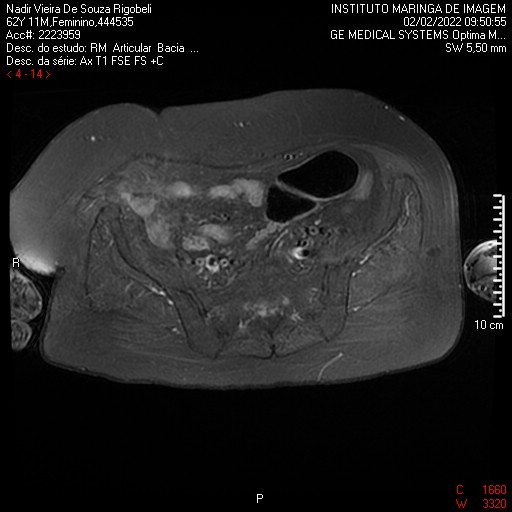 Nadir Vieira De Souza Rigobeli
62Y 11M,Feminino,444535
Acc#: 2223959
Desc. do estudo: RM Articular Bacia ...
Desc. da série: Ax T1 FSE FS +C
< 4 - 14 >
INSTITUTO MARINGA DE IMAGEM
02/02/2022 09:50:55
GE MEDICAL SYSTEMS Optima M...
SW 5,50 mm
R
10 cm
P
C 1660
W 3320